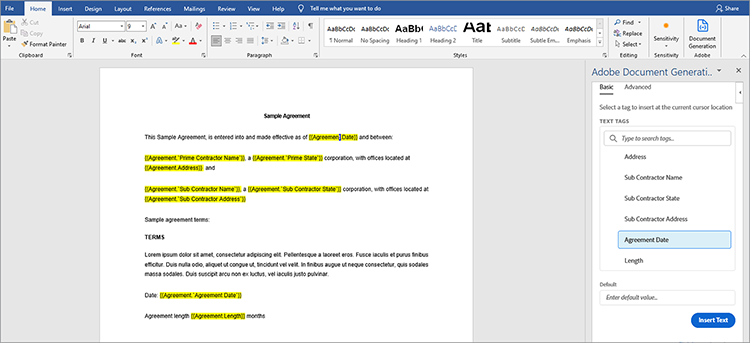 File Home Insert Draw Design Layout References Mailings Review View Help Tell me what you want to do Share
Paste Cut Copy Format Painter
Arial 9
Find Replace Select Sensitivity Document Generation
AaBbCcDc AaBbCcDc AaBbCc AaBbCcC AaB AaBbCcD AaBbCcDc AaBbCcDc
¶ Normal No Spacing Heading 1 Heading 2 Title Subtitle Subtle Em... Emphasis
Clipboard Font Paragraph Styles Editing Sensitivity Adobe
Sample Agreement
This Sample Agreement, is entered into and made effective as of {{Agreement Date}} and between:
{{Agreement.`Prime Contractor Name`}}, a {{Agreement.`Prime State`}} corporation, with offices located at
{{Agreement.Address}} and
{{Agreement.`Sub Contractor Name`}}, a {{Agreement.`Sub Contractor State`}} corporation, with offices located at
{{Agreement.`Sub Contractor Address`}}
Sample agreement terms:
TERMS
Lorem ipsum dolor sit amet, consectetur adipiscing elit. Pellentesque a laoreet eros. Fusce iaculis et purus finibus
efficitur. Duis nulla odio, aliquet ut congue ut, tincidunt vel velit. In finibus augue ut neque consectetur, quis sodales
massa sodales. Duis suscipit arcu non ex luctus, vel iaculis justo pulvinar.
Date: {{Agreement.`Agreement Date`}}
Agreement length {{Agreement.Length}} months
Adobe Document Generati...
Basic Advanced
Select a tag to insert at the current cursor location
TEXT TAGS
Type to search tags...
Address
Sub Contractor Name
Sub Contractor State
Sub Contractor Address
Agreement Date
Length
Default
Enter default value...
Insert Text